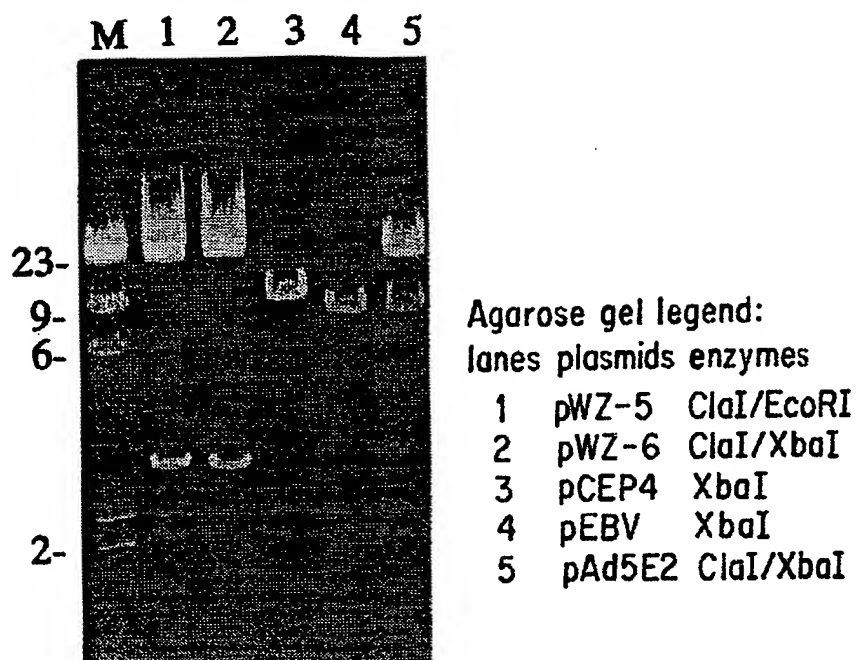 M 1 2 3 4 5
23-
9-
6-
2-
Agarose gel legend:
lanes plasmids enzymes
1 pWZ-5 ClaI/EcoRI
2 pWZ-6 ClaI/XbaI
3 pCEP4 XbaI
4 pEBV XbaI
5 pAd5E2 ClaI/XbaI